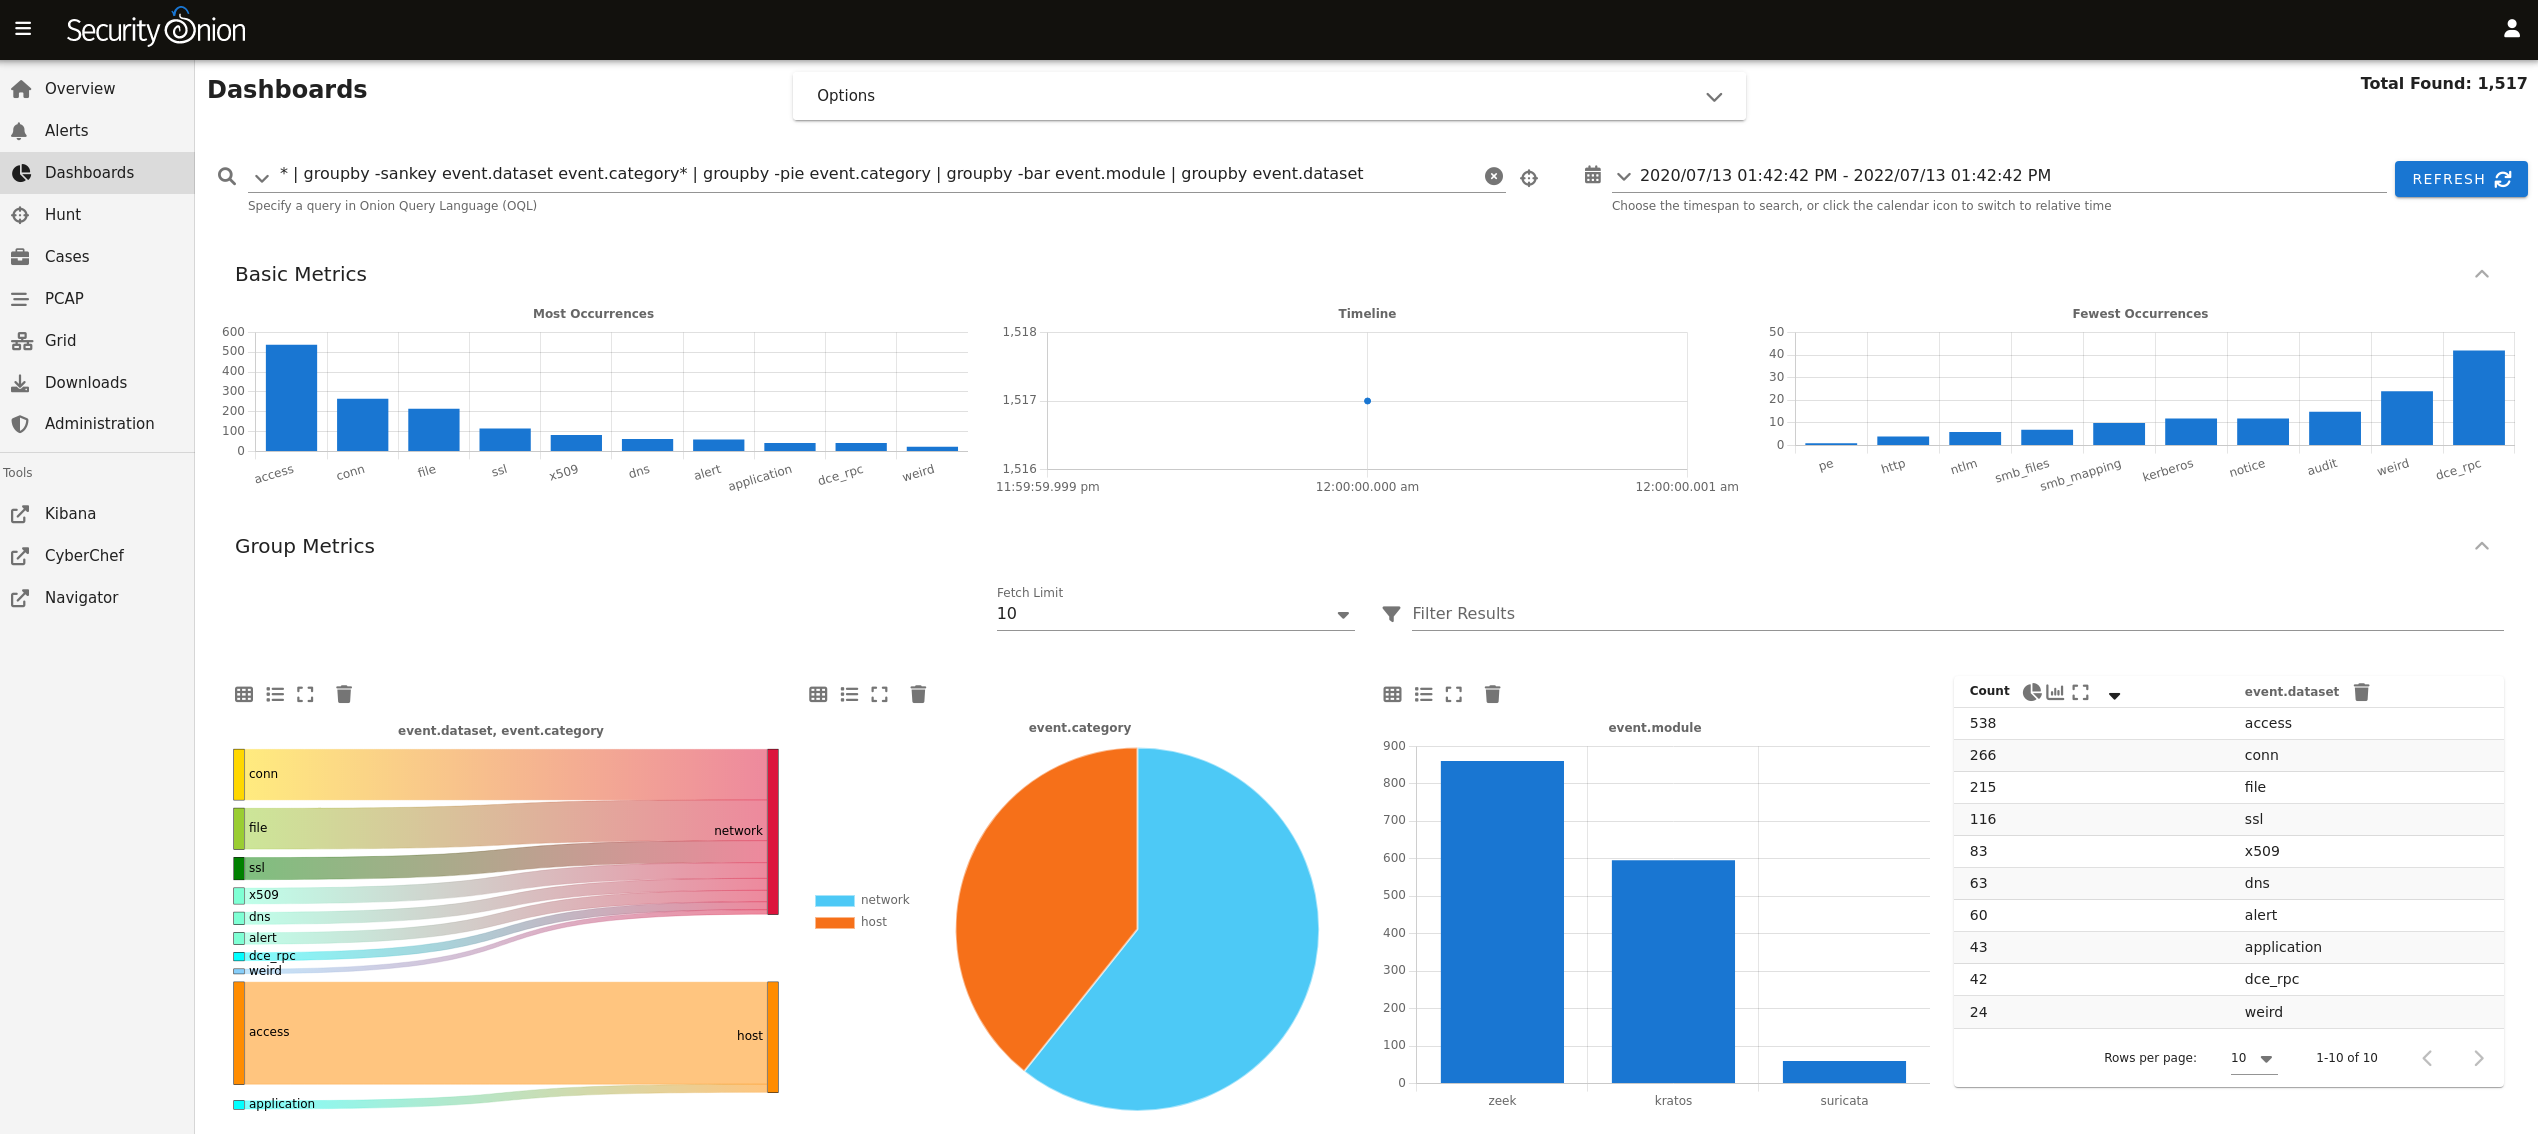 Security Onion
Overview
Alerts
Dashboards
Hunt
Cases
PCAP
Grid
Downloads
Administration
Tools
Kibana
CyberChef
Navigator
Dashboards
Options
Total Found: 1,517
* | groupby -sankey event.dataset event.category* | groupby -pie event.category | groupby -bar event.module | groupby event.dataset
Specify a query in Onion Query Language (OQL)
2020/07/13 01:42:42 PM - 2022/07/13 01:42:42 PM
Choose the timespan to search, or click the calendar icon to switch to relative time
REFRESH
Basic Metrics
Most Occurrences
600
500
400
300
200
100
0
access conn file ssl x509 dns alert application dce_rpc weird
Timeline
1,518
1,517
1,516
11:59:59.999 pm 12:00:00.000 am 12:00:00.001 am
Fewest Occurrences
50
40
30
20
10
0
pe http ntlm smb_files smb_mapping kerberos notice audit weird dce_rpc
Group Metrics
Fetch Limit
10
Filter Results
event.dataset, event.category
conn
file
ssl
x509
dns
alert
dce_rpc
weird
access
application
network
host
event.category
network
host
event.module
900
800
700
600
500
400
300
200
100
0
zeek kratos suricata
Count event.dataset
538 access
266 conn
215 file
116 ssl
83 x509
63 dns
60 alert
43 application
42 dce_rpc
24 weird
Rows per page: 10 1-10 of 10